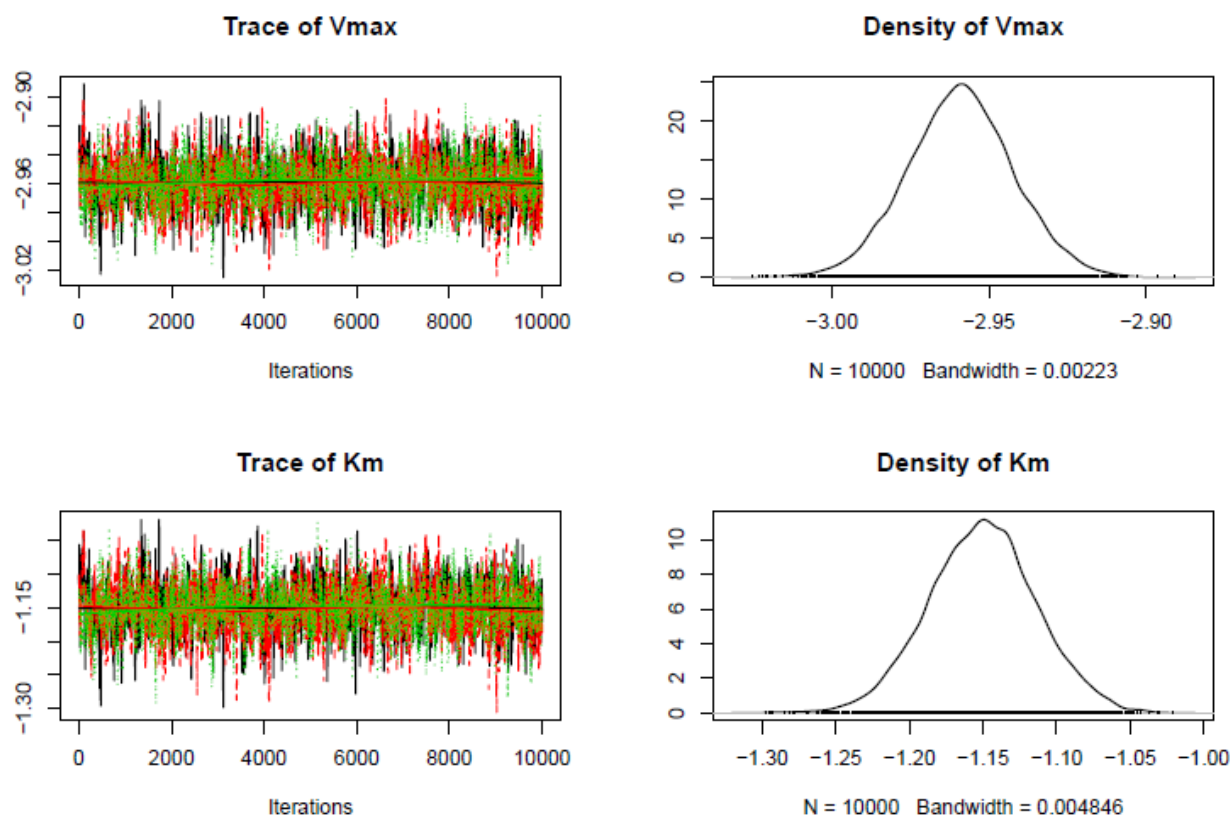 Trace of Vmax
−2.90
−2.96
−3.02
0 2000 4000 6000 8000 10000
Iterations
Density of Vmax
20
10
5
0
−3.00 −2.95 −2.90
N = 10000 Bandwidth = 0.00223
Trace of Km
−1.15
−1.30
0 2000 4000 6000 8000 10000
Iterations
Density of Km
10
8
6
4
2
0
−1.30 −1.25 −1.20 −1.15 −1.10 −1.05 −1.00
N = 10000 Bandwidth = 0.004846